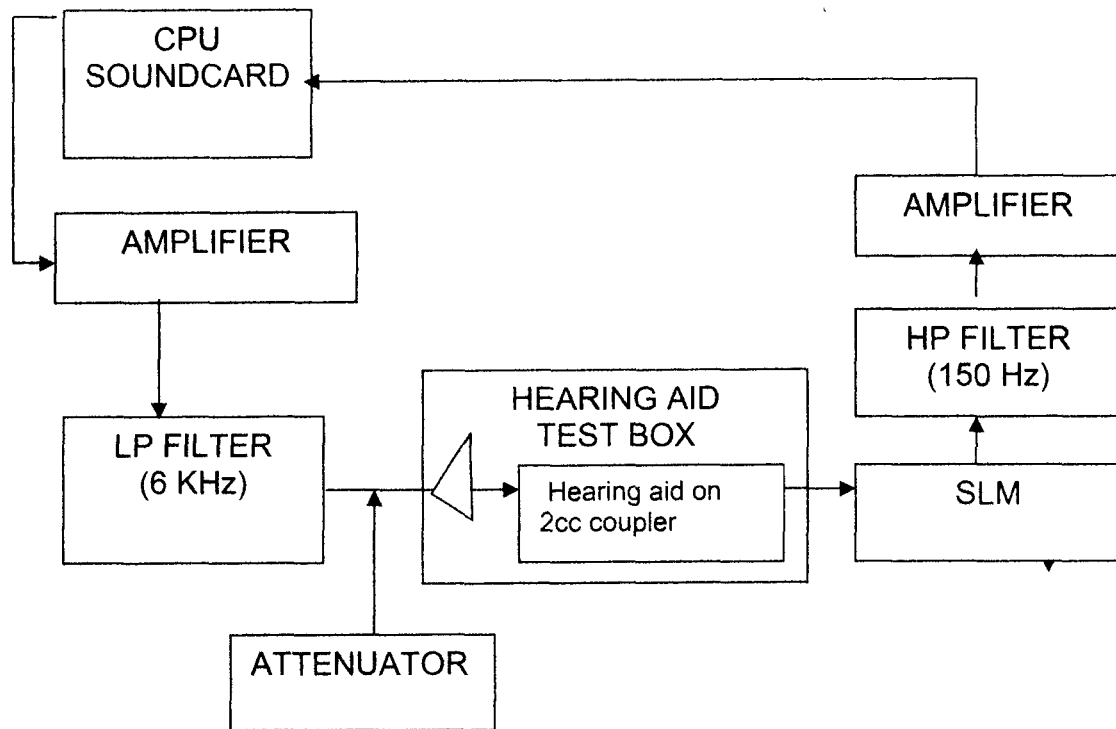 CPU
SOUNDCARD
AMPLIFIER
LP FILTER
(6 KHz)
ATTENUATOR
HEARING AID
TEST BOX
Hearing aid on
2cc coupler
SLM
HP FILTER
(150 Hz)
AMPLIFIER